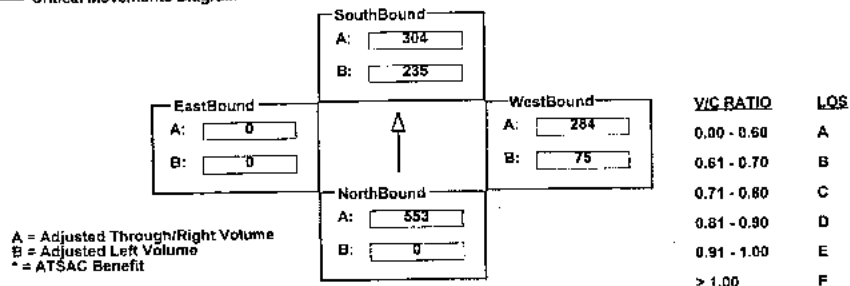 Critical Movements Diagram
SouthBound
A: 304
B: 235
EastBound
A: 0
B: 0
WestBound
A: 284
B: 75
NorthBound
A: 553
B: 0
A = Adjusted Through/Right Volume
B = Adjusted Left Volume
* = ATSAC Benefit
V/C RATIO LOS
0.00 - 0.60 A
0.61 - 0.70 B
0.71 - 0.80 C
0.81 - 0.90 D
0.91 - 1.00 E
> 1.00 F